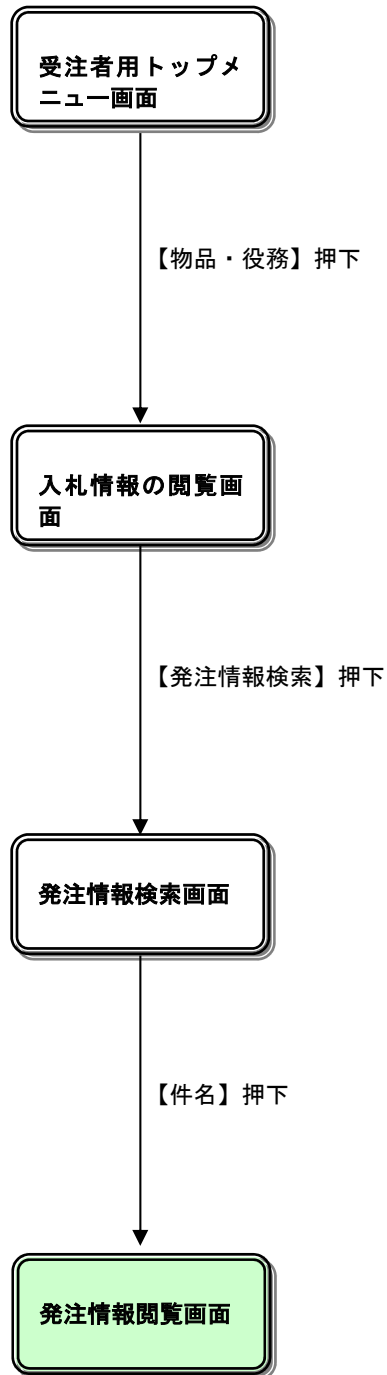 受注者用トップメ
ニュー画面
【物品・役務】押下
入札情報の閲覧画
面
【発注情報検索】押下
発注情報検索画面
【件名】押下
発注情報閲覧画面